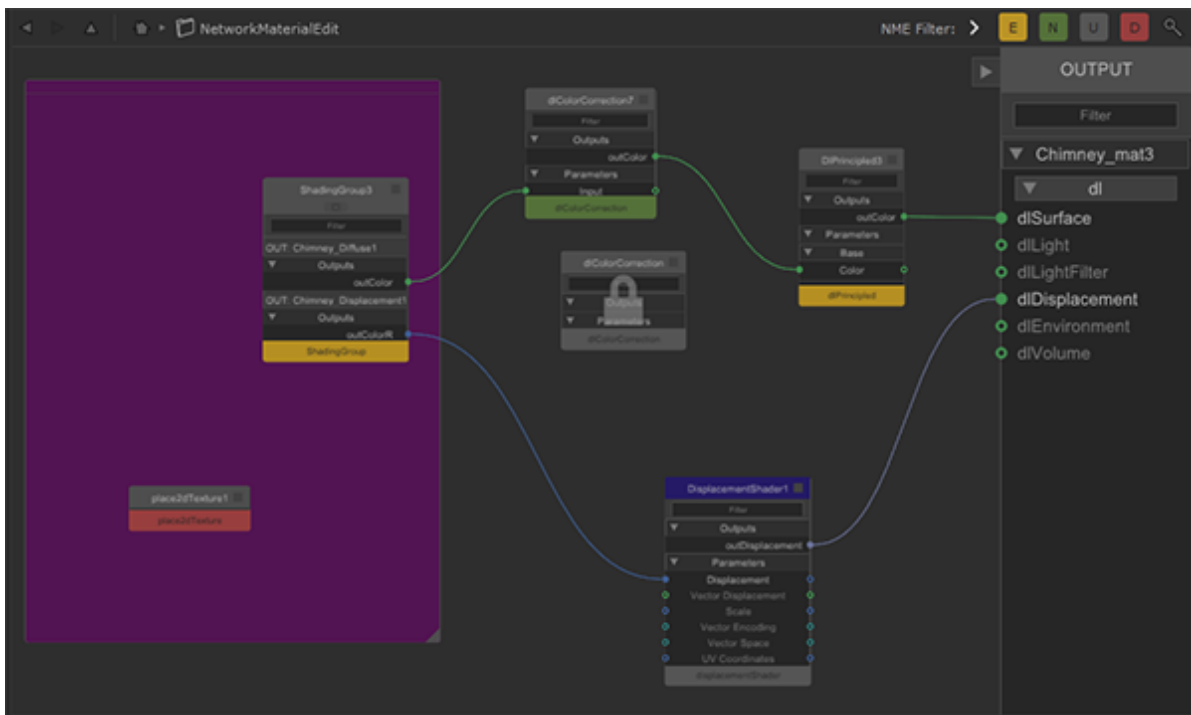 NetworkMaterialEdit
NME Filter:
E
N
U
D
OUTPUT
Filter
Chimney_mat3
dl
dlSurface
dlLight
dlLightFilter
dlDisplacement
dlEnvironment
dlVolume
ShadingGroup3
Filter
OUT: Chimney_Diffuse1
Outputs
outColor
OUT: Chimney_Displacement1
Outputs
outColorR
ShadingGroup
place2dTexture1
place2dTexture
dlColorCorrection7
Filter
Outputs
outColor
Parameters
Input
dlColorCorrection
dlColorCorrection
Outputs
Parameters
dlColorCorrection
DlPrincipled3
Filter
Outputs
outColor
Parameters
Base
Color
dlPrincipled
DisplacementShader1
Filter
Outputs
outDisplacement
Parameters
Displacement
Vector Displacement
Scale
Vector Encoding
Vector Space
UV Coordinates
displacementShader